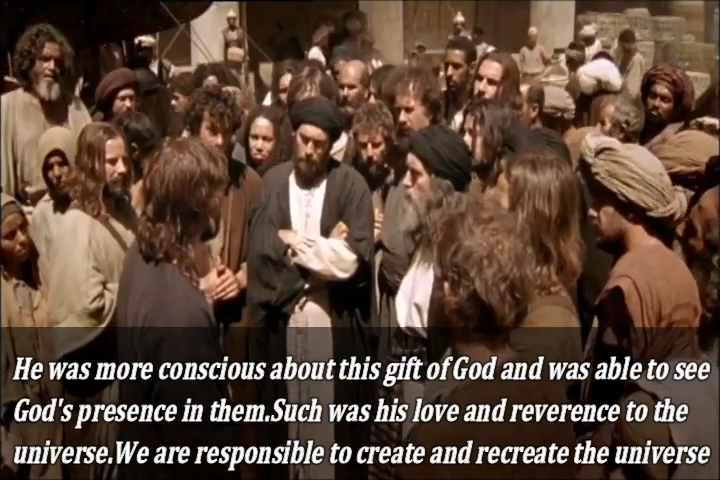 He was more conscious about this gift of God and was able to see
God's presence in them.Such was his love and reverence to the
universe.We are responsible to create and recreate the universe